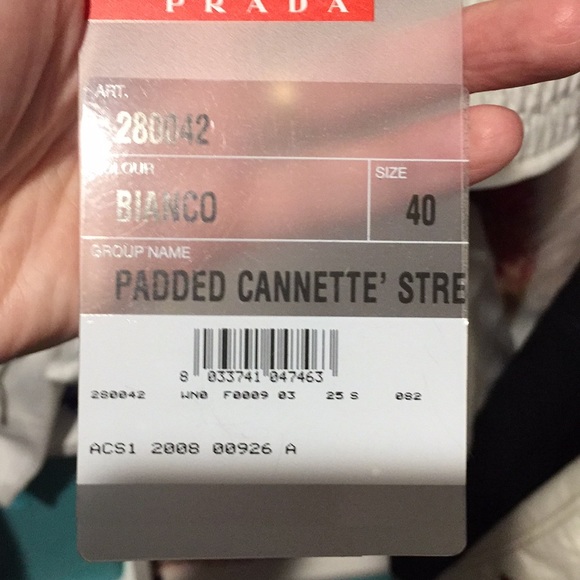 PRADA
ART.
280042
COLOUR
BIANCO
SIZE
40
GROUP NAME
PADDED CANNETTE' STRE
8 033741 047463
280042 WN0 F0009 03 25 S 082
ACS1 2008 00926 A